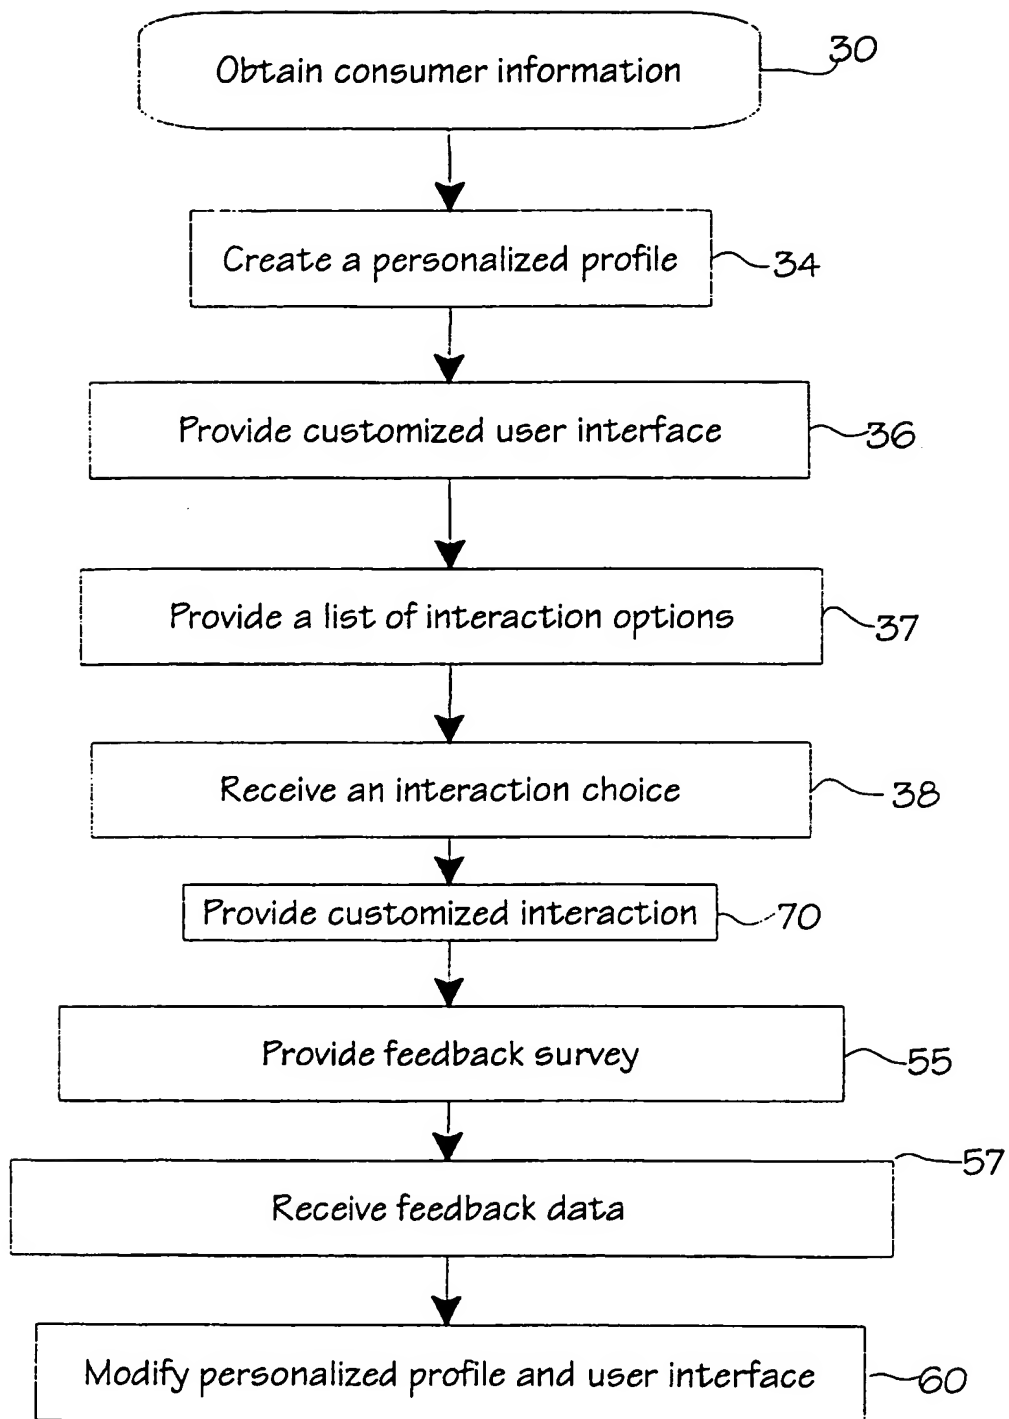 Obtain consumer information 30
Create a personalized profile 34
Provide customized user interface 36
Provide a list of interaction options 37
Receive an interaction choice 38
Provide customized interaction 70
Provide feedback survey 55
57
Receive feedback data
Modify personalized profile and user interface 60